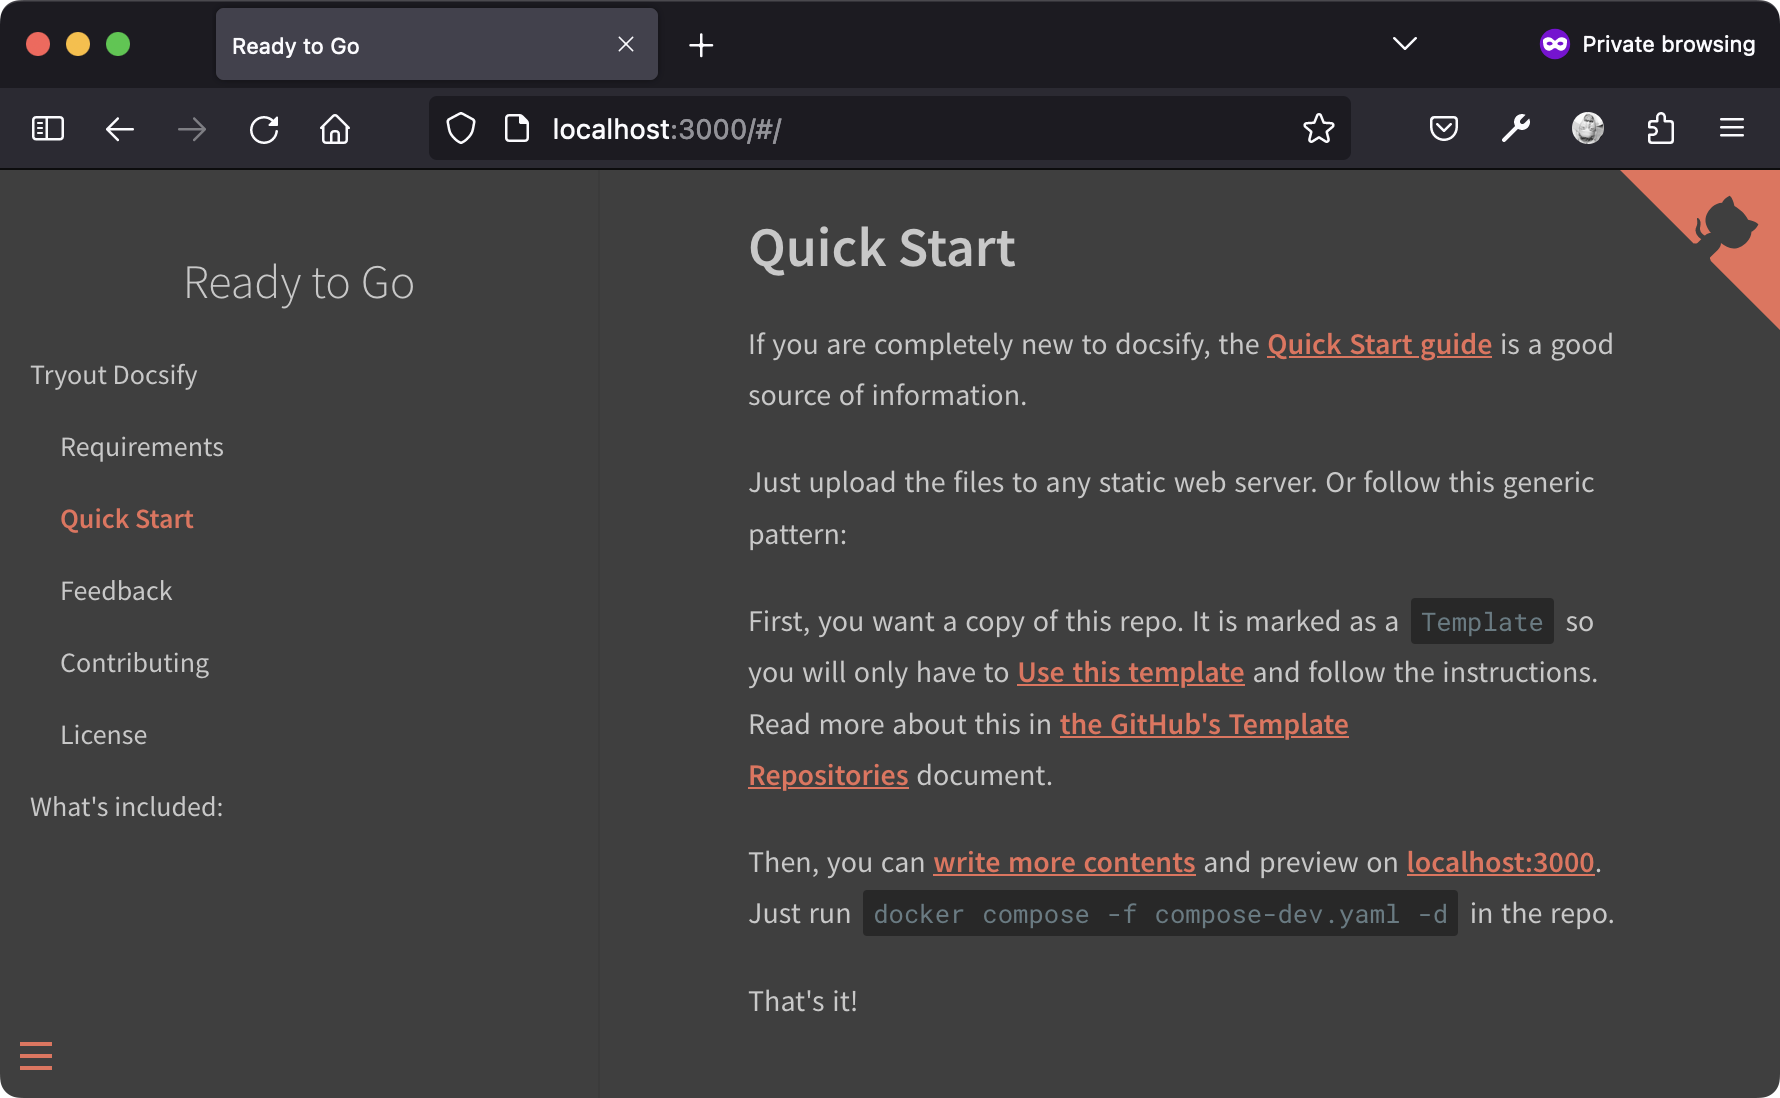 Ready to Go
Private browsing
localhost:3000/#/
Ready to Go
Tryout Docsify
Requirements
Quick Start
Feedback
Contributing
License
What's included:
Quick Start
If you are completely new to docsify, the Quick Start guide is a good
source of information.
Just upload the files to any static web server. Or follow this generic
pattern:
First, you want a copy of this repo. It is marked as a Template so
you will only have to Use this template and follow the instructions.
Read more about this in the GitHub's Template
Repositories document.
Then, you can write more contents and preview on localhost:3000.
Just run docker compose -f compose-dev.yaml -d in the repo.
That's it!